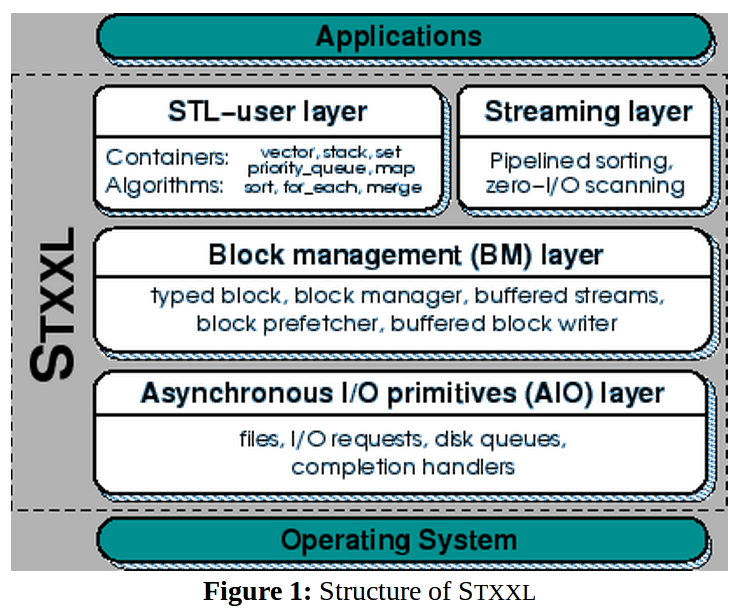 Applications
STL-user layer
Containers: vector, stack, set
priority_queue, map
Algorithms: sort, for_each, merge
Streaming layer
Pipelined sorting,
zero-I/O scanning
STXXL
Block management (BM) layer
typed block, block manager, buffered streams,
block prefetcher, buffered block writer
Asynchronous I/O primitives (AIO) layer
files, I/O requests, disk queues,
completion handlers
Operating System
Figure 1: Structure of STXXL